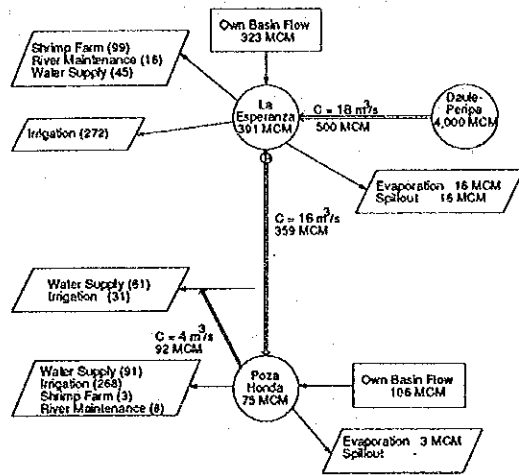 Own Basin Flow
323 MCM
Shrimp Farm (99)
River Maintenance (16)
Water Supply (45)
La
Esperanza
391 MCM
C = 18 m³/s
500 MCM
Daule-
Peripa
4,000 MCM
Irrigation (272)
Evaporation 16 MCM
Spillout 16 MCM
C = 16 m³/s
359 MCM
Water Supply (61)
Irrigation (31)
C = 4 m³
92 MCM
Water Supply (91)
Irrigation (268)
Shrimp Farm (3)
River Maintenance (8)
Poza
Honda
75 MCM
Own Basin Flow
106 MCM
Evaporation 3 MCM
Spillout -